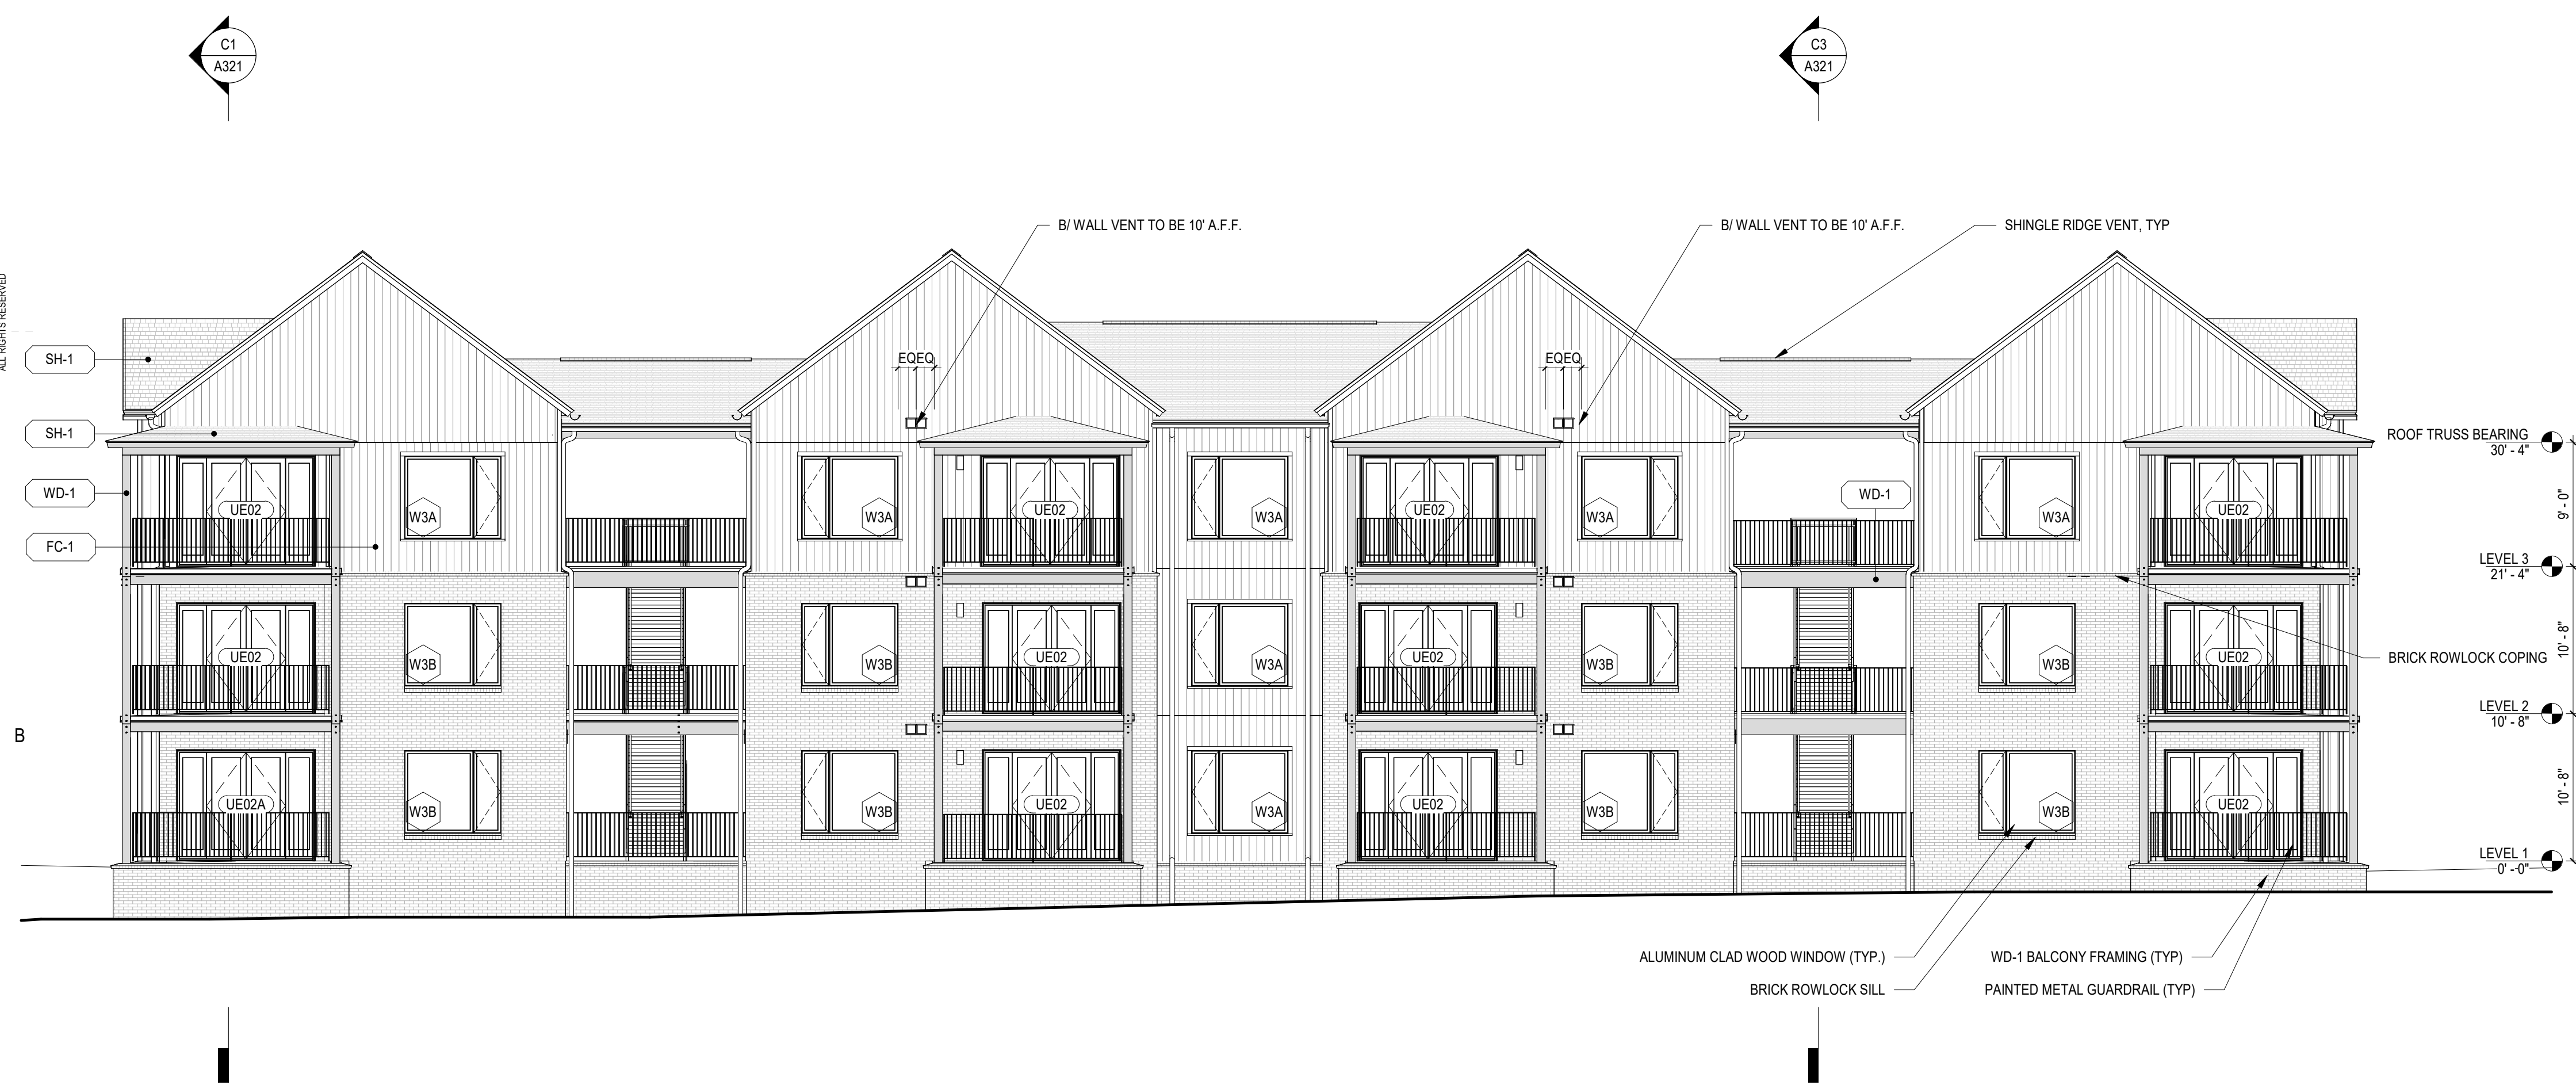 C1
A321
C3
A321
B/ WALL VENT TO BE 10' A.F.F.
B/ WALL VENT TO BE 10' A.F.F.
SHINGLE RIDGE VENT, TYP
ALL RIGHTS RESERVED
SH-1
EQEQ
EQEQ
SH-1
ROOF TRUSS BEARING
30' - 4"
WD-1
WD-1
UE02
W3A
W3A
UE02
W3A
UE02
W3A
W3A
UE02
9' - 0"
FC-1
LEVEL 3
21' - 4"
UE02
W3B
W3B
UE02
W3A
UE02
W3B
W3B
UE02
10' - 8"
BRICK ROWLOCK COPING
LEVEL 2
10' - 8"
B
UE02A
W3B
W3B
UE02
W3A
UE02
W3B
W3B
UE02
10' - 8"
LEVEL 1
0' - 0"
ALUMINUM CLAD WOOD WINDOW (TYP.)
WD-1 BALCONY FRAMING (TYP)
BRICK ROWLOCK SILL
PAINTED METAL GUARDRAIL (TYP)